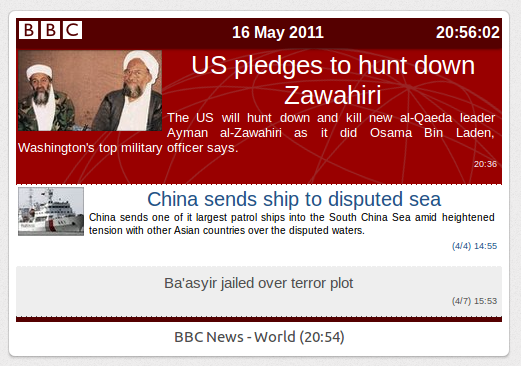 BBC 16 May 2011 20:56:02
US pledges to hunt down
Zawahiri
The US will hunt down and kill new al-Qaeda leader
Ayman al-Zawahiri as it did Osama Bin Laden,
Washington's top military officer says.
20:36
China sends ship to disputed sea
China sends one of it largest patrol ships into the South China Sea amid heightened
tension with other Asian countries over the disputed waters.
(4/4) 14:55
Ba'asyir jailed over terror plot
(4/7) 15:53
BBC News - World (20:54)